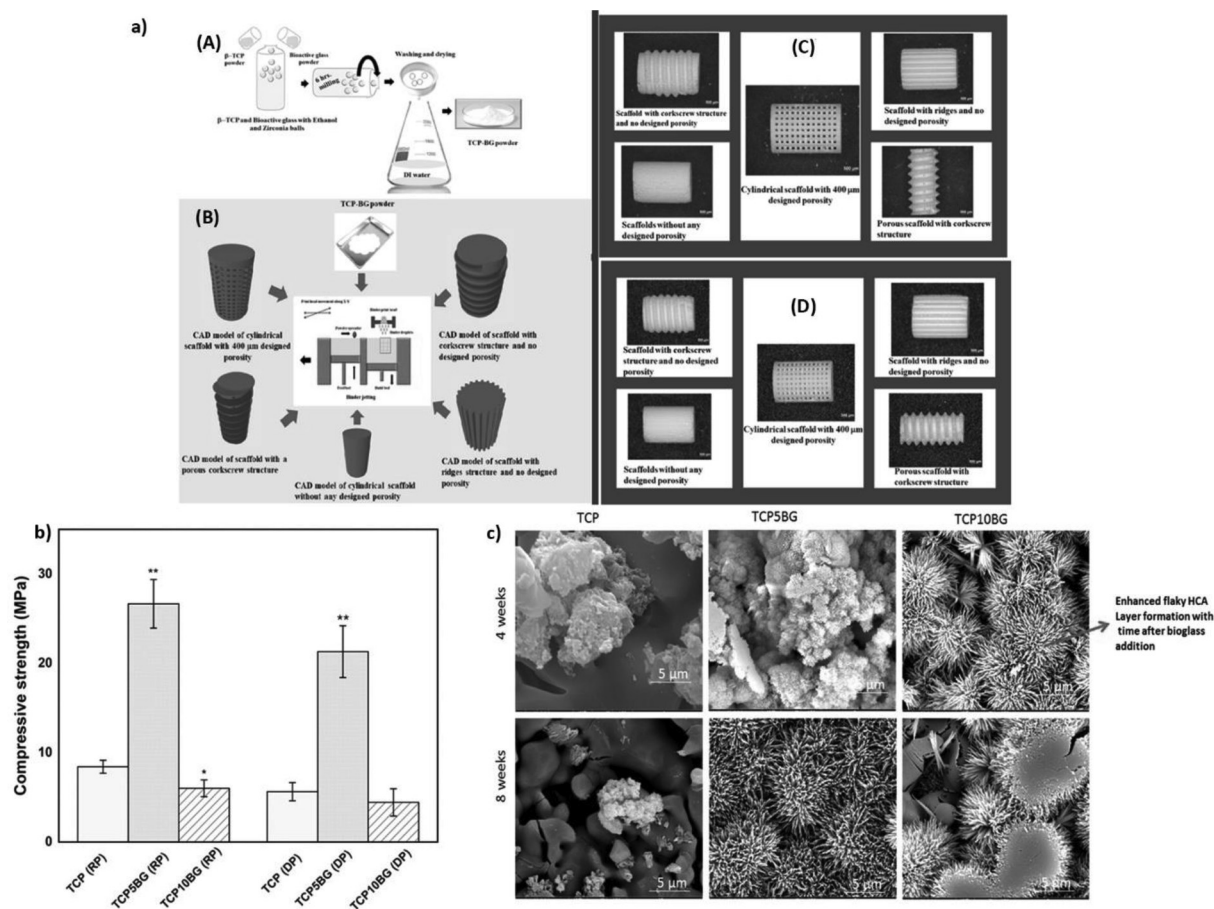 a)
(A)
β–TCP
powder
Bioactive glass
powder
6 hrs.
milling
Washing and drying
β–TCP and Bioactive glass with Ethanol
and Zirconia balls
DI water
TCP-BG powder
(B)
TCP-BG powder
CAD model of cylindrical
scaffold with 400 μm designed
porosity
CAD model of scaffold with
corkscrew structure and no
designed porosity
Binder jetting
CAD model of scaffold with a
porous corkscrew structure
CAD model of cylindrical scaffold
without any designed porosity
CAD model of scaffold with
ridges structure and no designed
porosity
(C)
Scaffold with corkscrew structure
and no designed porosity
Scaffold with ridges and no
designed porosity
Cylindrical scaffold with 400 μm
designed porosity
Scaffolds without any
designed porosity
Porous scaffold with corkscrew
structure
(D)
Scaffold with corkscrew
structure and no designed
porosity
Scaffold with ridges and no
designed porosity
Cylindrical scaffold with 400 μm
designed porosity
Scaffolds without any
designed porosity
Porous scaffold with
corkscrew structure
b)
Compressive strength (MPa)
30
20
10
0
**
*
**
TCP (RP)
TCP5BG (RP)
TCP10BG (RP)
TCP (DP)
TCP5BG (DP)
TCP10BG (DP)
c)
TCP
TCP5BG
TCP10BG
4 weeks
5 μm
5 μm
5 μm
Enhanced flaky HCA
Layer formation with
time after bioglass
addition
8 weeks
5 μm
5 μm
5 μm